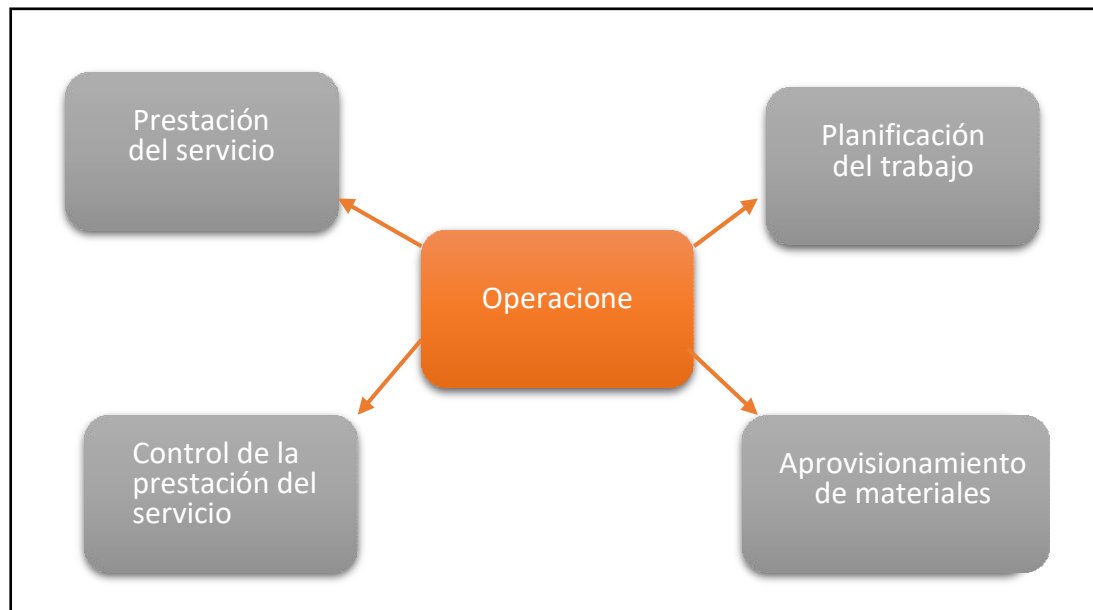 Prestación
del servicio
Planificación
del trabajo
Operacione
Control de la
prestación del
servicio
Aprovisionamiento
de materiales